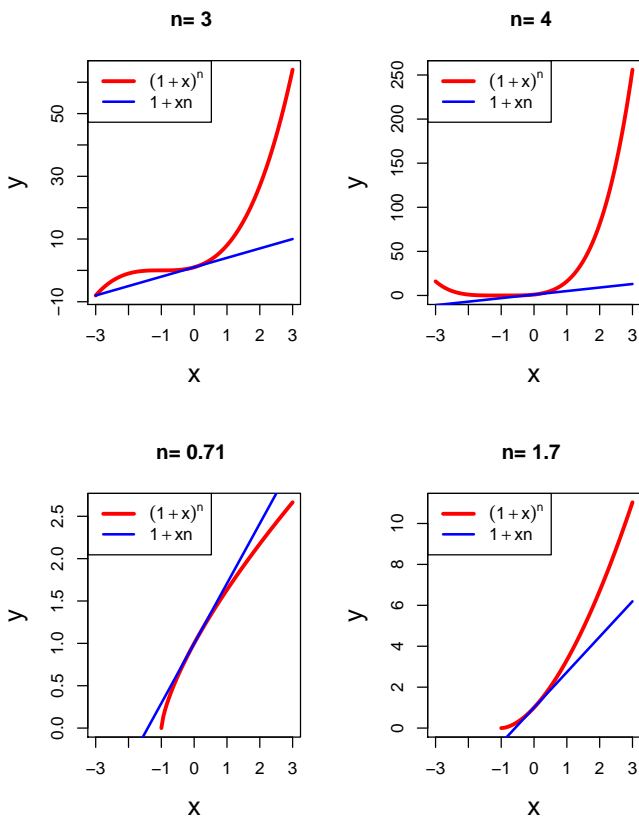 n= 3
(1+x)^n
1+xn
y
−10 10 30 50
−3 −1 0 1 2 3
x
n= 4
(1+x)^n
1+xn
y
0 50 100 150 200 250
−3 −1 0 1 2 3
x
n= 0.71
(1+x)^n
1+xn
y
0.0 0.5 1.0 1.5 2.0 2.5
−3 −1 0 1 2 3
x
n= 1.7
(1+x)^n
1+xn
y
0 2 4 6 8 10
−3 −1 0 1 2 3
x